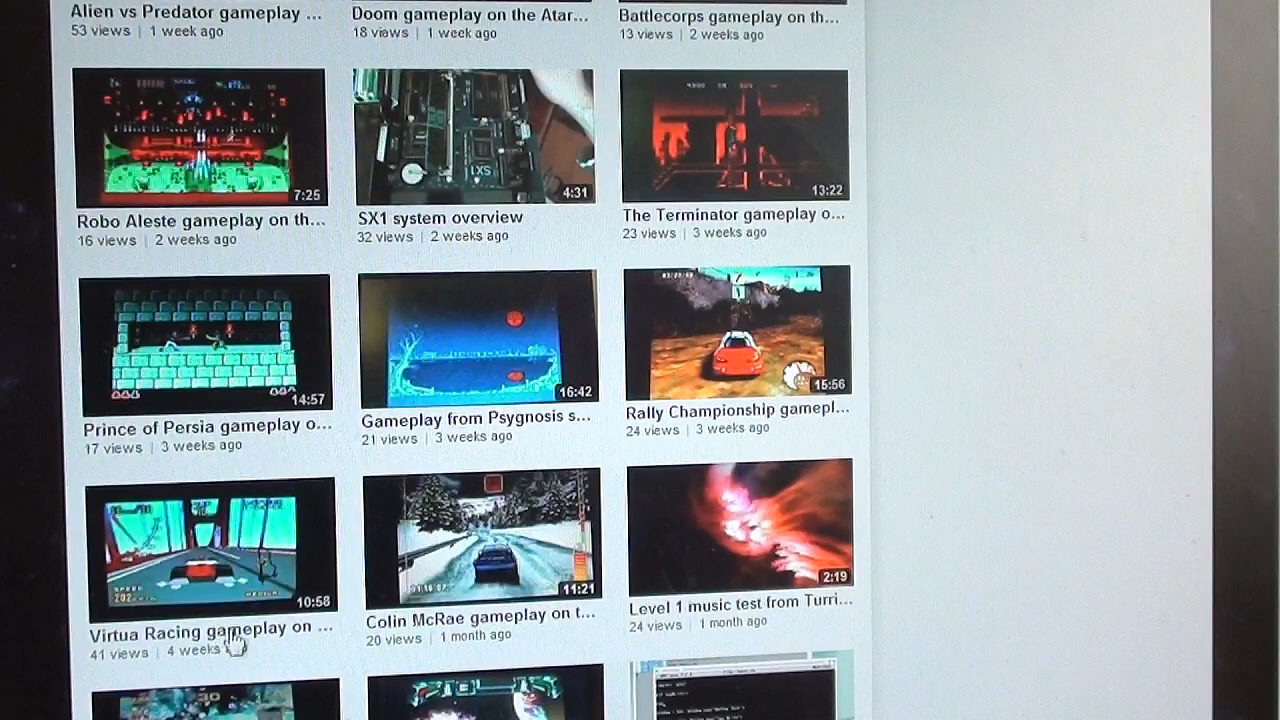 Alien vs Predator gameplay ...
53 views | 1 week ago
Doom gameplay on the Atar...
18 views | 1 week ago
Battlecorps gameplay on th...
13 views | 2 weeks ago
7:25
Robo Aleste gameplay on th...
16 views | 2 weeks ago
SX1
4:31
SX1 system overview
32 views | 2 weeks ago
13:22
The Terminator gameplay o...
23 views | 3 weeks ago
14:57
Prince of Persia gameplay o...
17 views | 3 weeks ago
16:42
Gameplay from Psygnosis s...
21 views | 3 weeks ago
15:56
Rally Championship gamepl...
24 views | 3 weeks ago
SPEED
10:58
Virtua Racing gameplay on ...
41 views | 4 weeks
11:21
Colin McRae gameplay on t...
20 views | 1 month ago
2:19
Level 1 music test from Turri...
24 views | 1 month ago